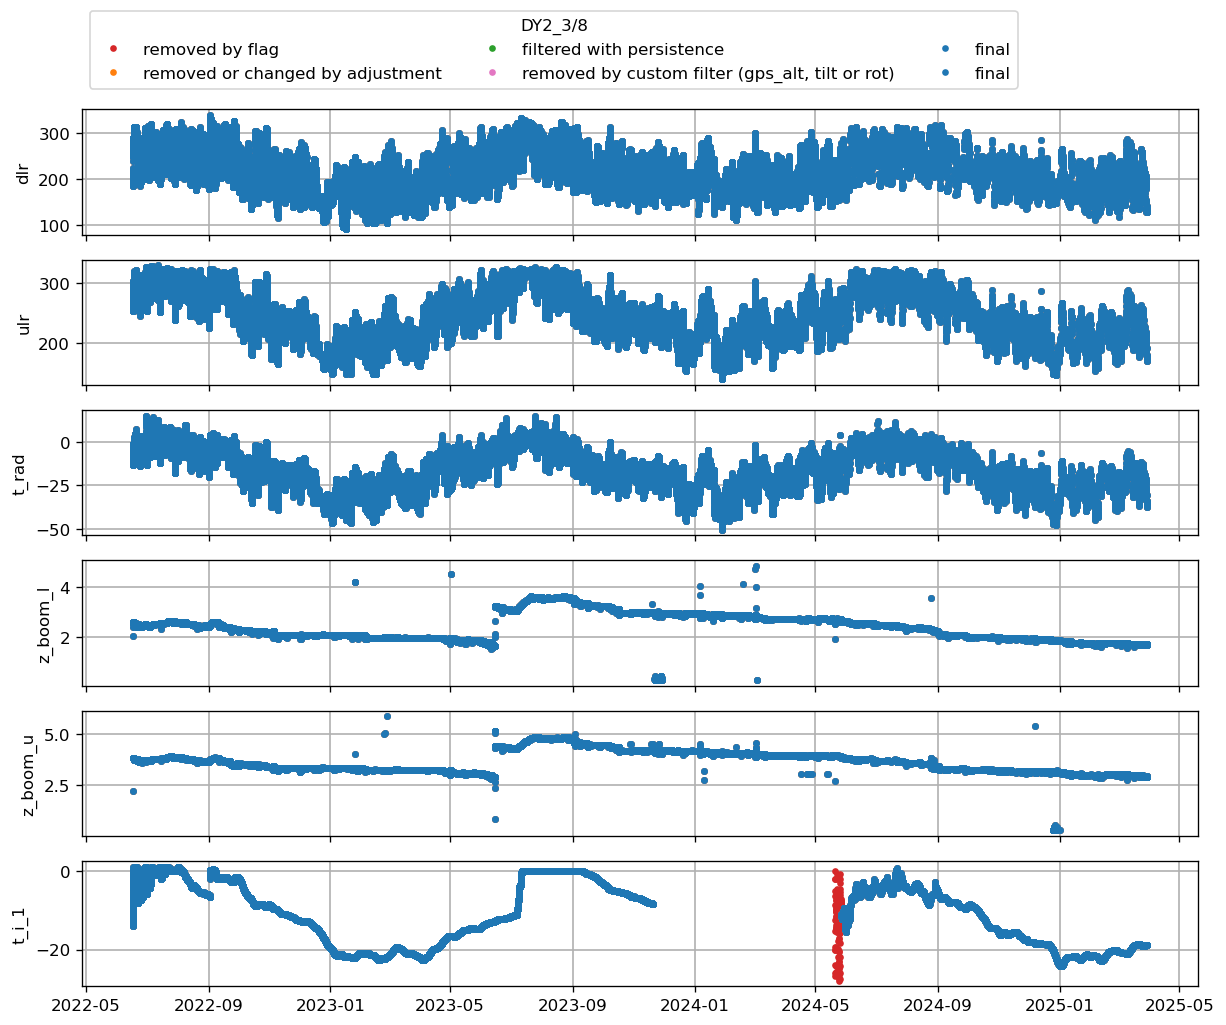 DY2_3/8
removed by flag
filtered with persistence
final
removed or changed by adjustment
removed by custom filter (gps_alt, tilt or rot)
final
300
200
100
dlr
300
200
ulr
0
−25
−50
t_rad
4
2
z_boom_l
5.0
2.5
z_boom_u
0
−20
t_i_1
2022-05
2022-09
2023-01
2023-05
2023-09
2024-01
2024-05
2024-09
2025-01
2025-05